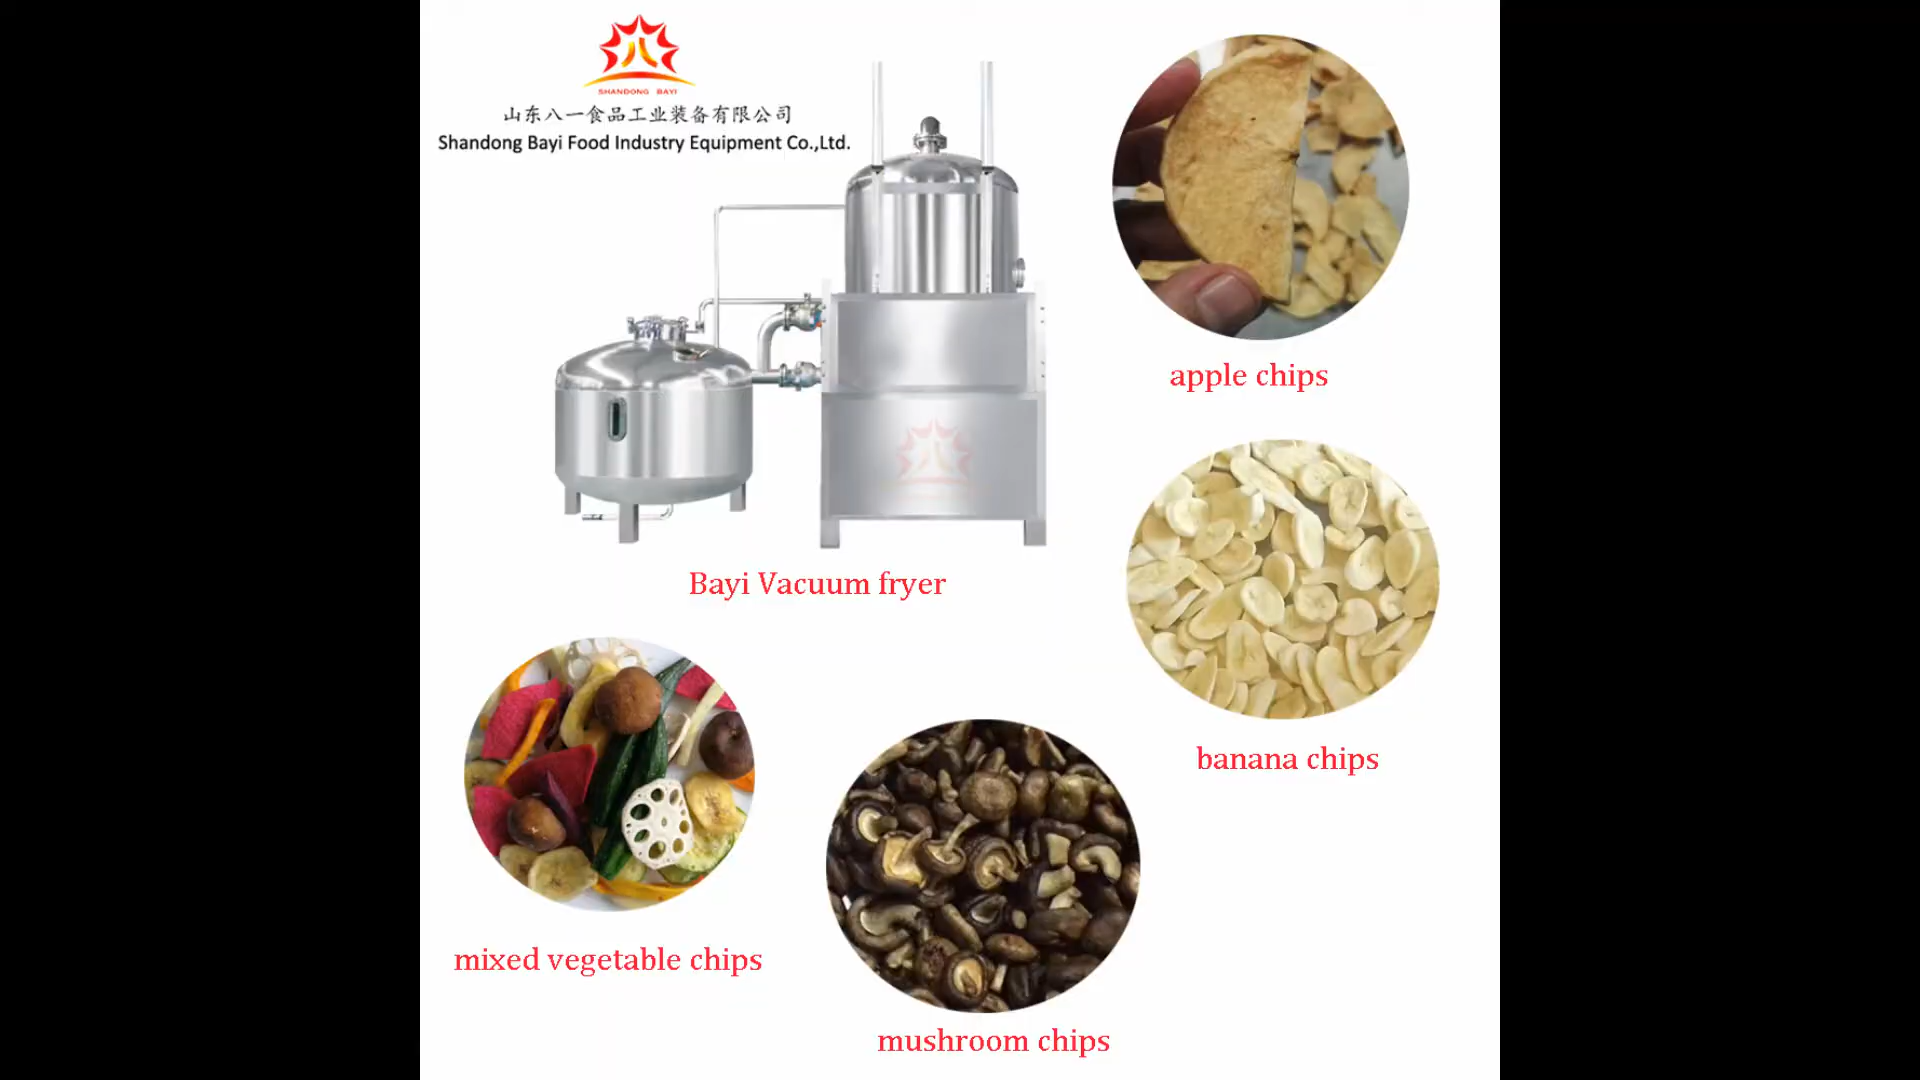 八
SHANDONG BAYI
山东八一食品工业装备有限公司
Shandong Bayi Food Industry Equipment Co.,Ltd.
apple chips
Bayi Vacuum fryer
banana chips
mixed vegetable chips
mushroom chips